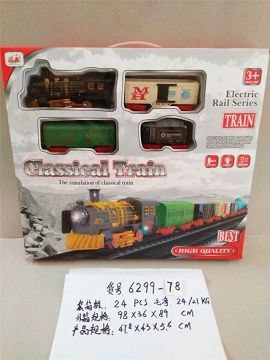 3+
Electric
Rail Series
TRAIN
M
H
Classical Train
The simulation of classical train
BEST
HIGH QUALITY
货号 6299-78
装箱数: 24 PCS 毛净: 24/21 KG
外箱规格: 98 X 36 X 89 CM
产品规格: 47.8 X 43 X 5.6 CM